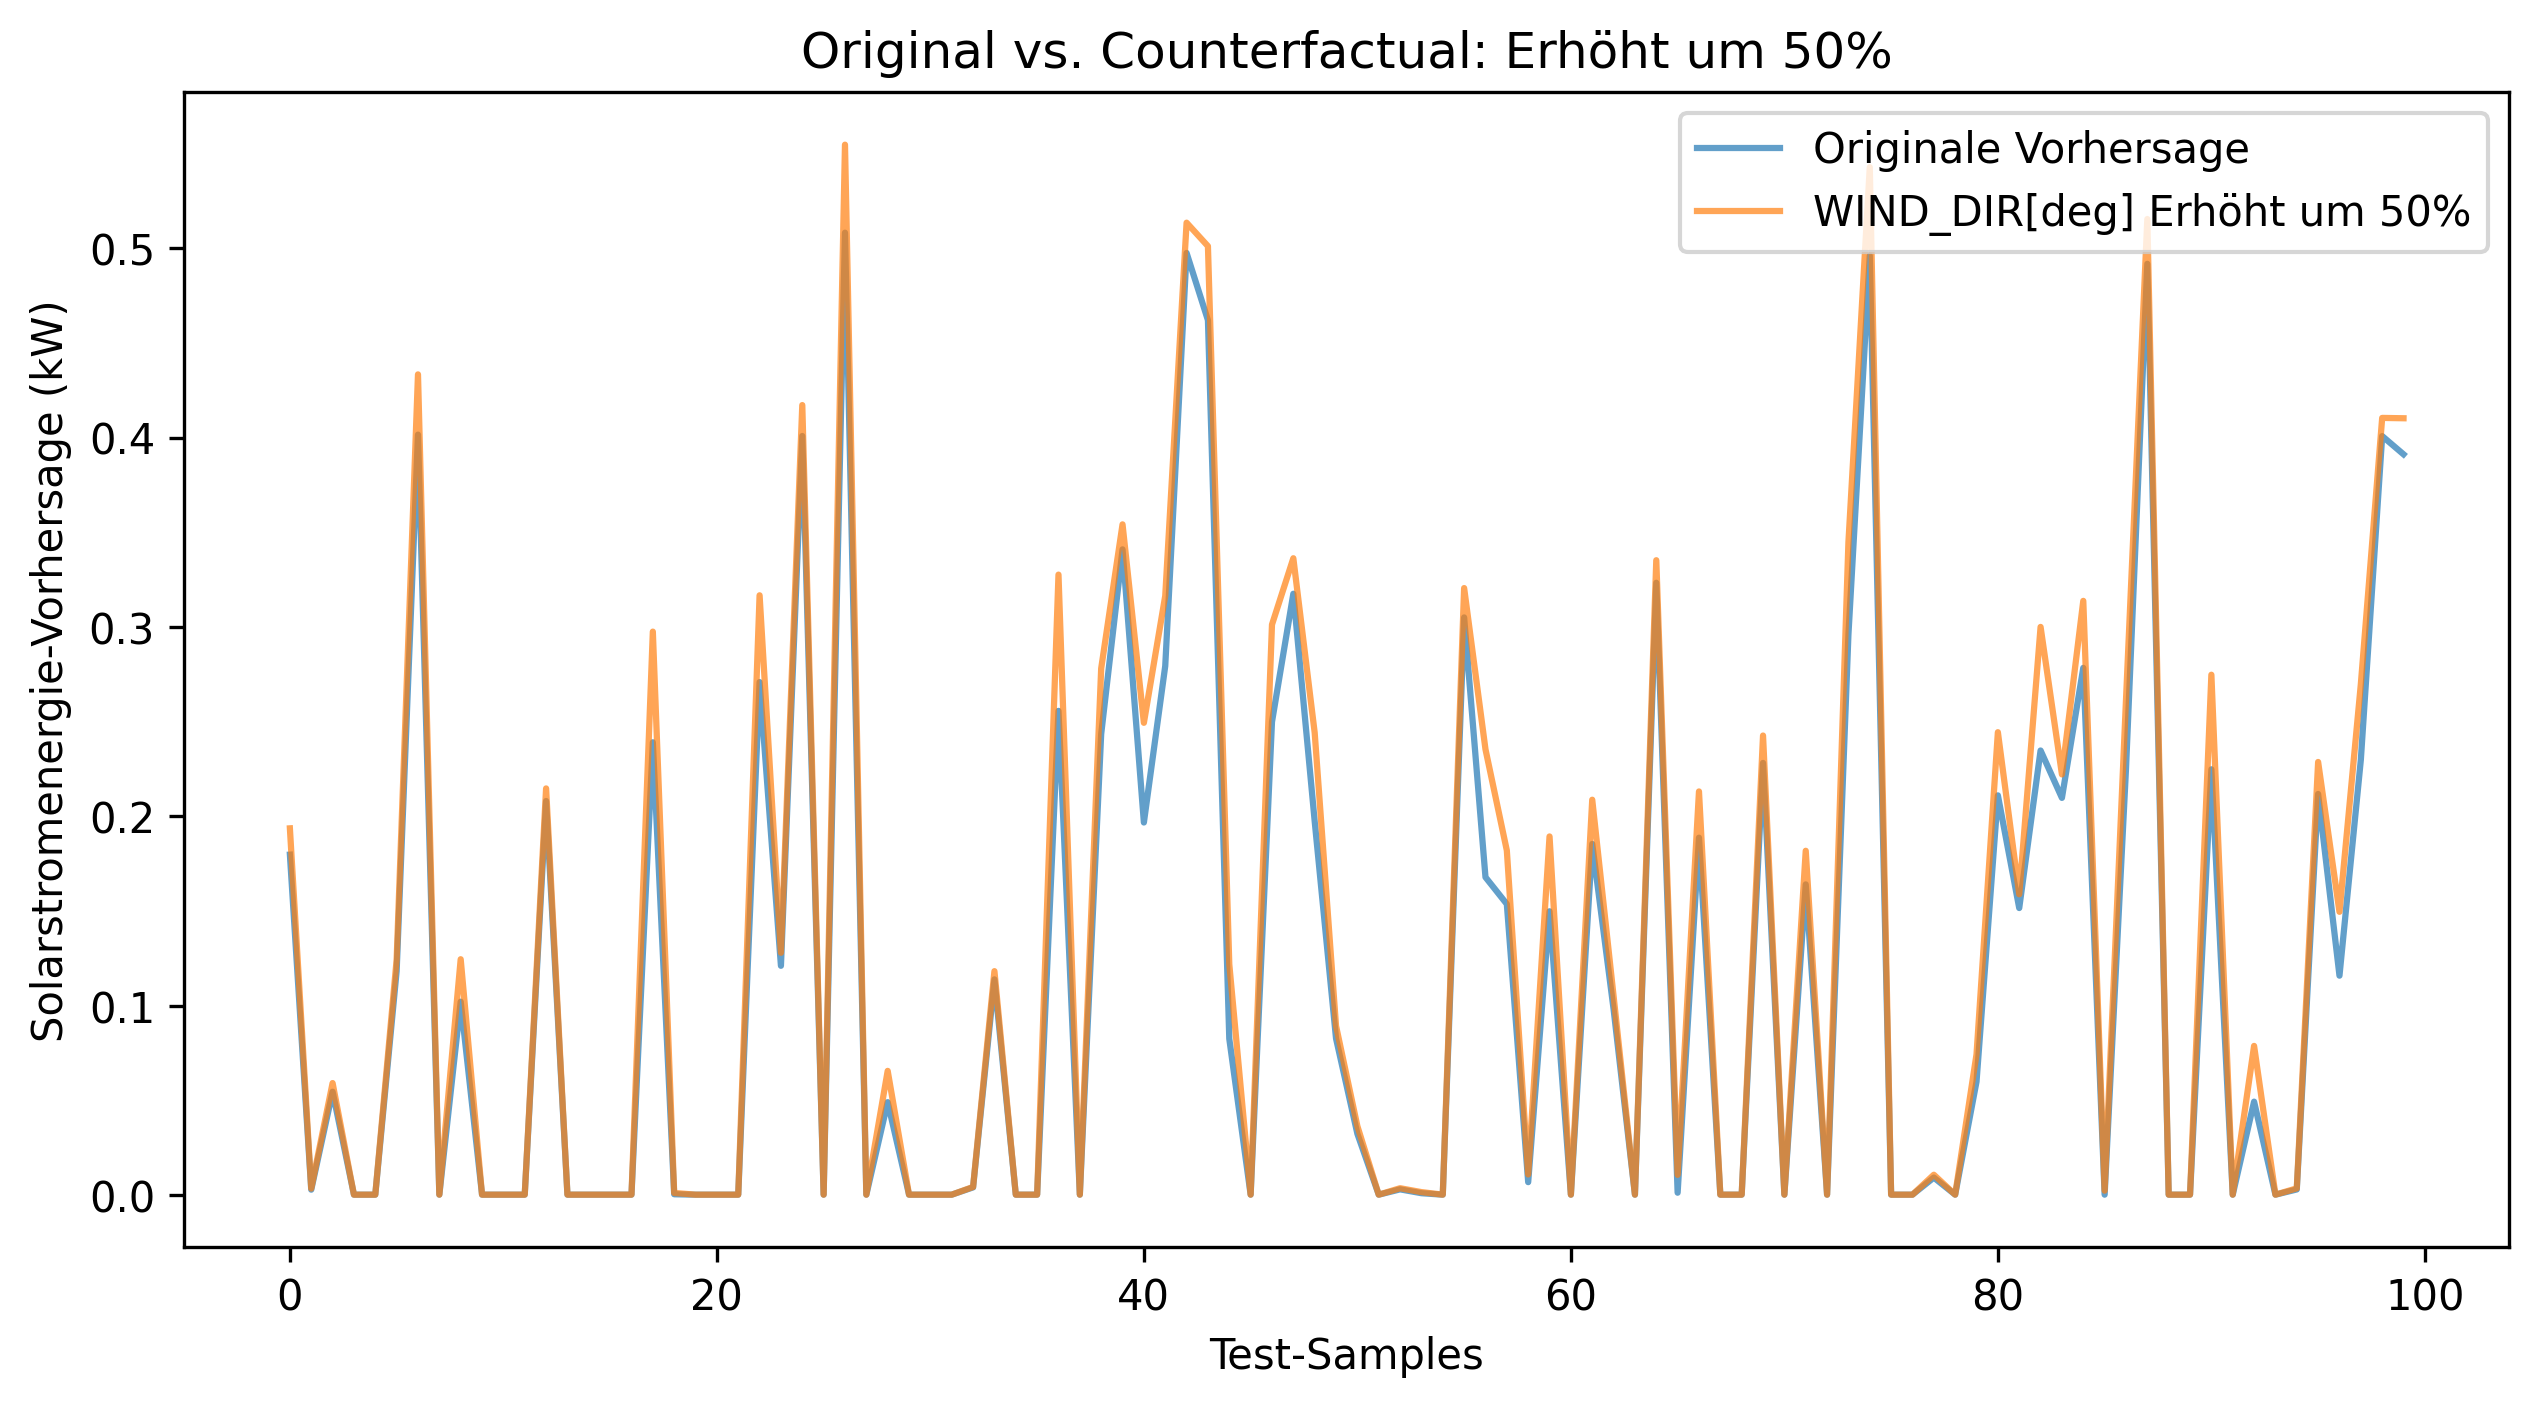 Original vs. Counterfactual: Erhöht um 50%
Originale Vorhersage
WIND_DIR[deg] Erhöht um 50%
Solarstromenergie-Vorhersage (kW)
0.5
0.4
0.3
0.2
0.1
0.0
0 20 40 60 80 100
Test-Samples